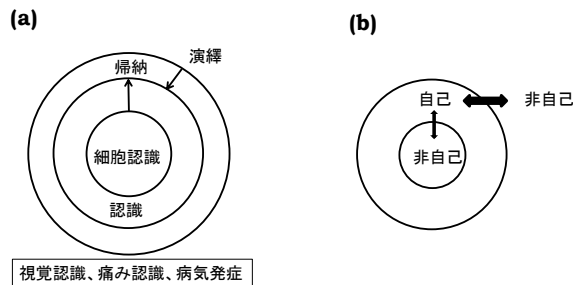 (a)
帰納
演繹
細胞認識
認識
視覚認識、痛み認識、病気発症
(b)
自己
非自己
非自己